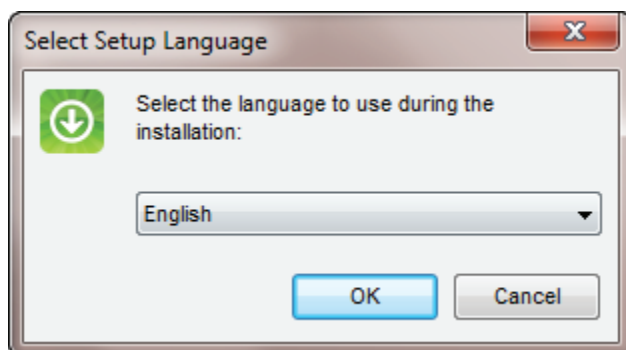 Select Setup Language
Select the language to use during the
installation:
English
OK
Cancel